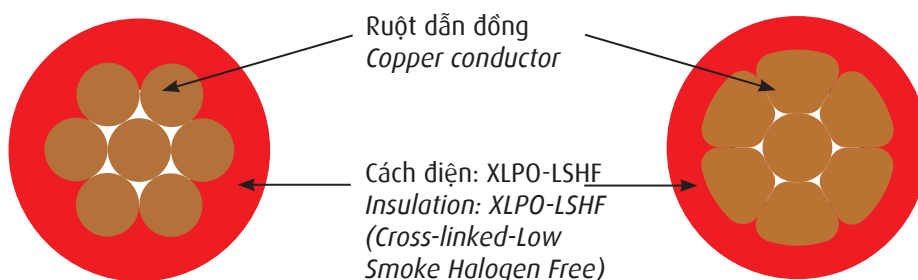 Ruột dẫn đồng
Copper conductor
Cách điện: XLPO-LSHF
Insulation: XLPO-LSHF
(Cross-linked-Low
Smoke Halogen Free)